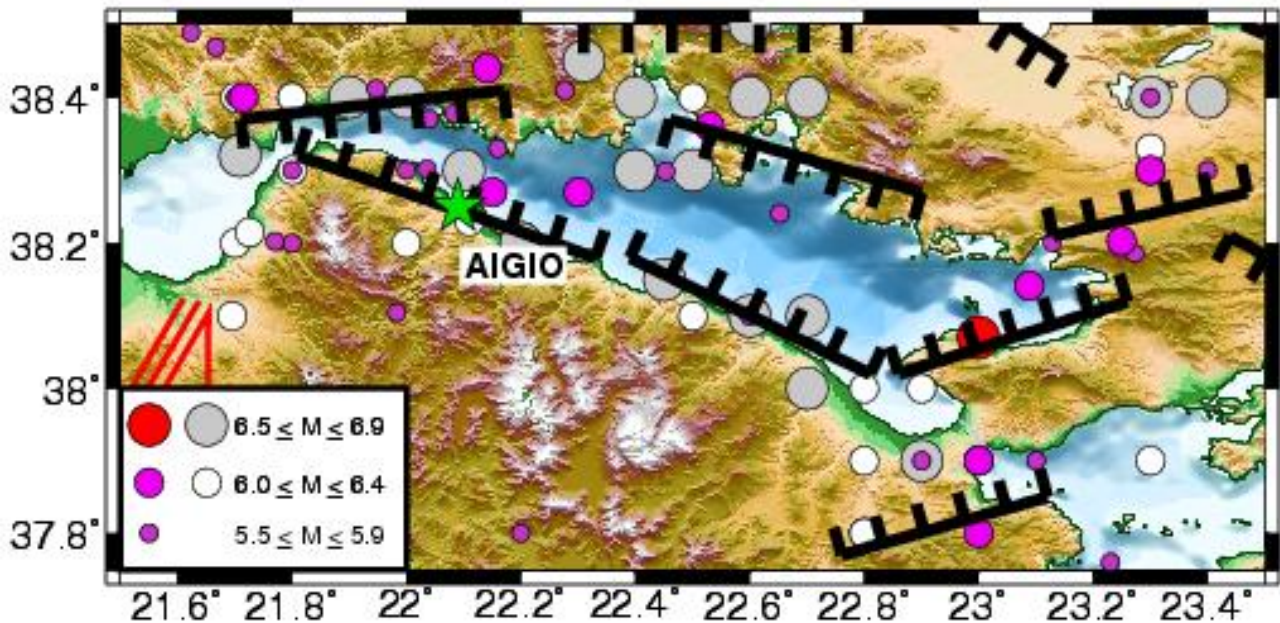 38.4°
38.2°
AIGIO
38°
6.5 ≤ M ≤ 6.9
6.0 ≤ M ≤ 6.4
5.5 ≤ M ≤ 5.9
37.8°
21.6° 21.8° 22° 22.2° 22.4° 22.6° 22.8° 23° 23.2° 23.4°